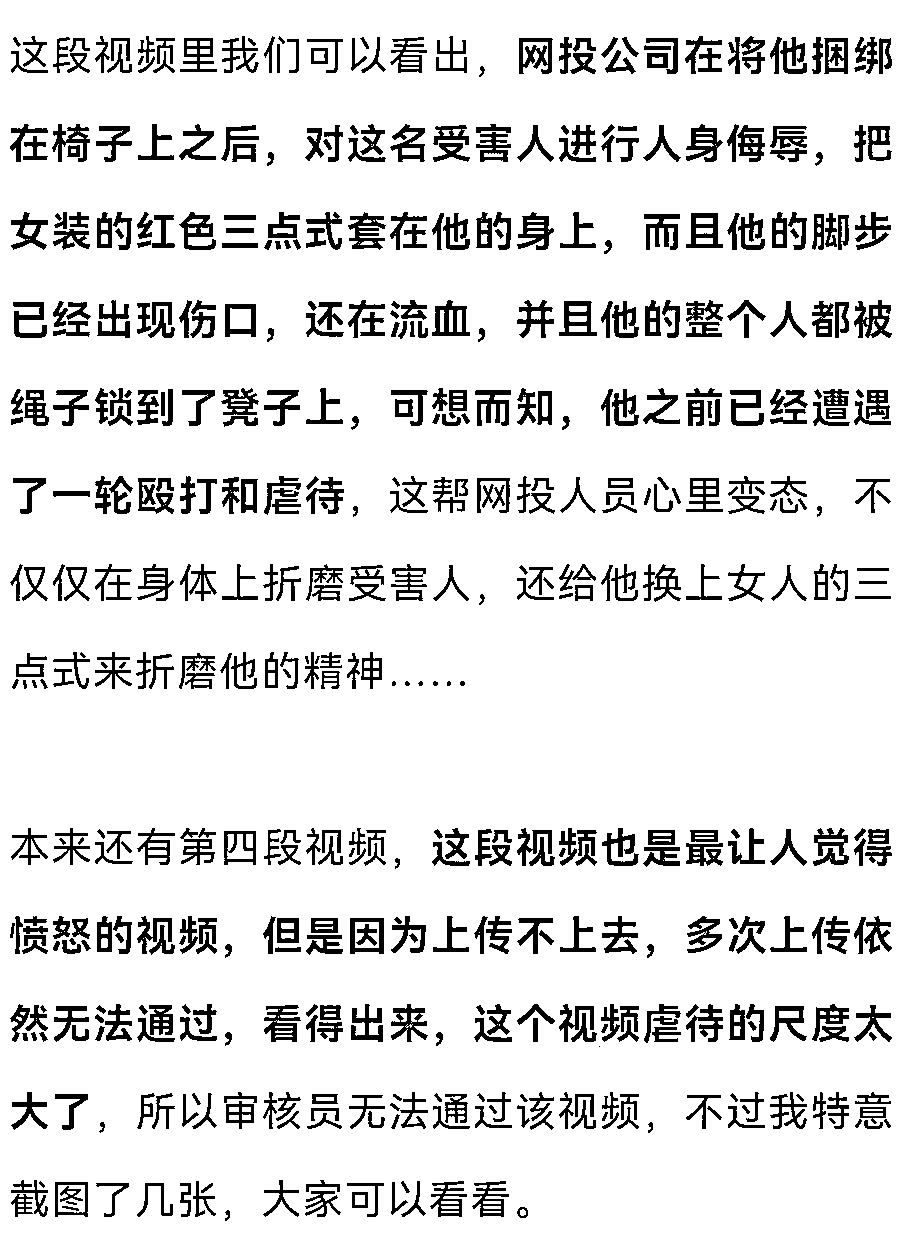 这段视频里我们可以看出，网投公司在将他捆绑
在椅子上之后，对这名受害人进行人身侮辱，把
女装的红色三点式套在他的身上，而且他的脚步
已经出现伤口，还在流血，并且他的整个人都被
绳子锁到了凳子上，可想而知，他之前已经遭遇
了一轮殴打和虐待，这帮网投人员心里变态，不
仅仅在身体上折磨受害人，还给他换上女人的三
点式来折磨他的精神……
本来还有第四段视频，这段视频也是最让人觉得
愤怒的视频，但是因为上传不上去，多次上传依
然无法通过，看得出来，这个视频虐待的尺度太
大了，所以审核员无法通过该视频，不过我特意
截图了几张，大家可以看看。